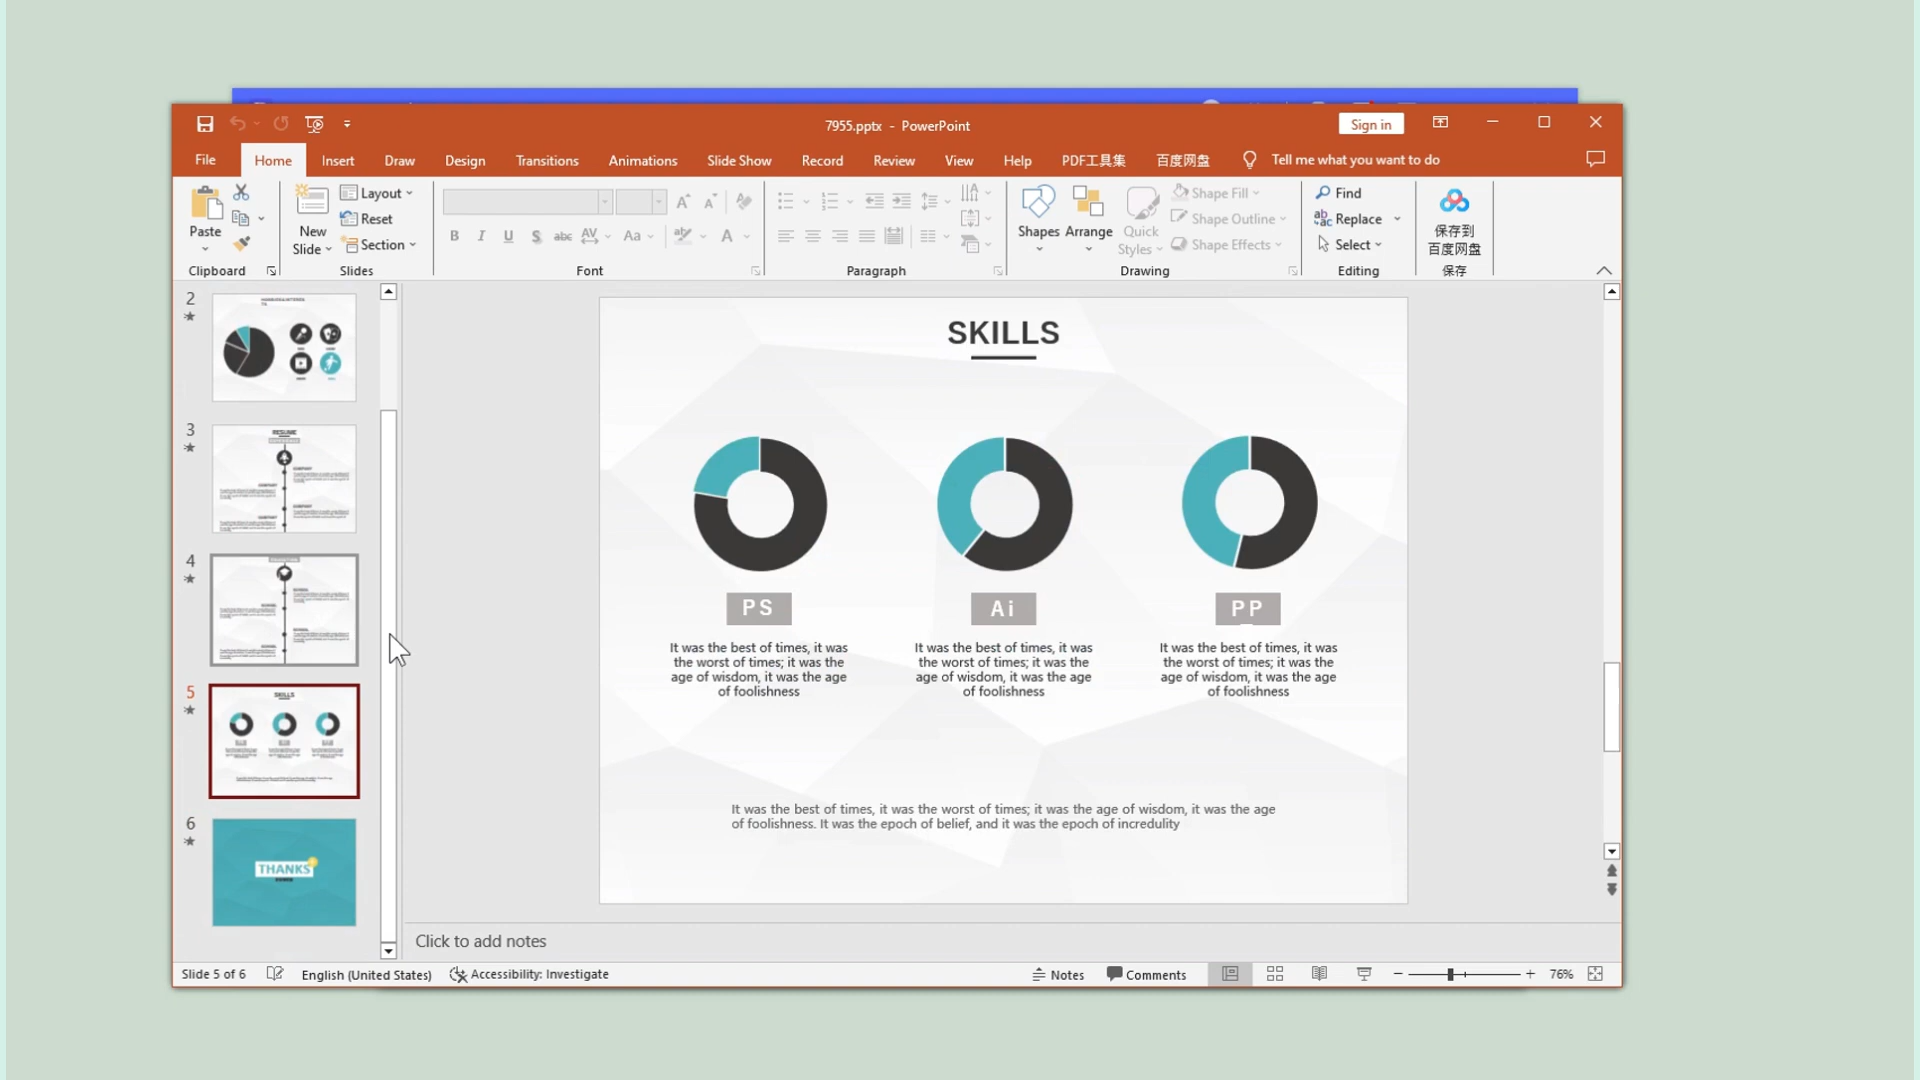 7955.pptx - PowerPoint
Sign in
File Home Insert Draw Design Transitions Animations Slide Show Record Review View Help PDF工具集 百度网盘 Tell me what you want to do
Paste
Clipboard
New
Slide
Layout
Reset
Section
Slides
B I U S abc AV Aa A
Font
Paragraph
Shapes
Arrange
Quick
Styles
Shape Fill
Shape Outline
Shape Effects
Drawing
Find
Replace
Select
Editing
保存到
百度网盘
保存
2
3
RESUME
4
5
SKILLS
6
THANKS
SKILLS
PS
It was the best of times, it was
the worst of times; it was the
age of wisdom, it was the age
of foolishness
Ai
It was the best of times, it was
the worst of times; it was the
age of wisdom, it was the age
of foolishness
PP
It was the best of times, it was
the worst of times; it was the
age of wisdom, it was the age
of foolishness
It was the best of times, it was the worst of times; it was the age of wisdom, it was the age
of foolishness. It was the epoch of belief, and it was the epoch of incredulity
Click to add notes
Slide 5 of 6 English (United States) Accessibility: Investigate Notes Comments 76%